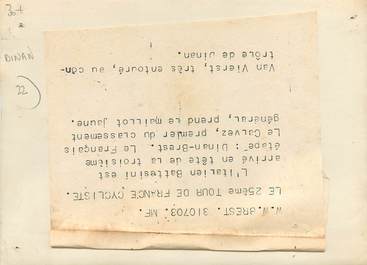 304
DINAN
22
W.W. BREST. 310703. MF.
LE 25ème TOUR DE FRANCE CYCLISTE.
L'Italien Battesini est
arrivé en tête de la troisième
étape: Dinan-Brest. Le Français
Le Calvez, premier du classement
général, prend le maillot jaune.
Van Vierst, très entouré, au con-
trôle de Dinan.